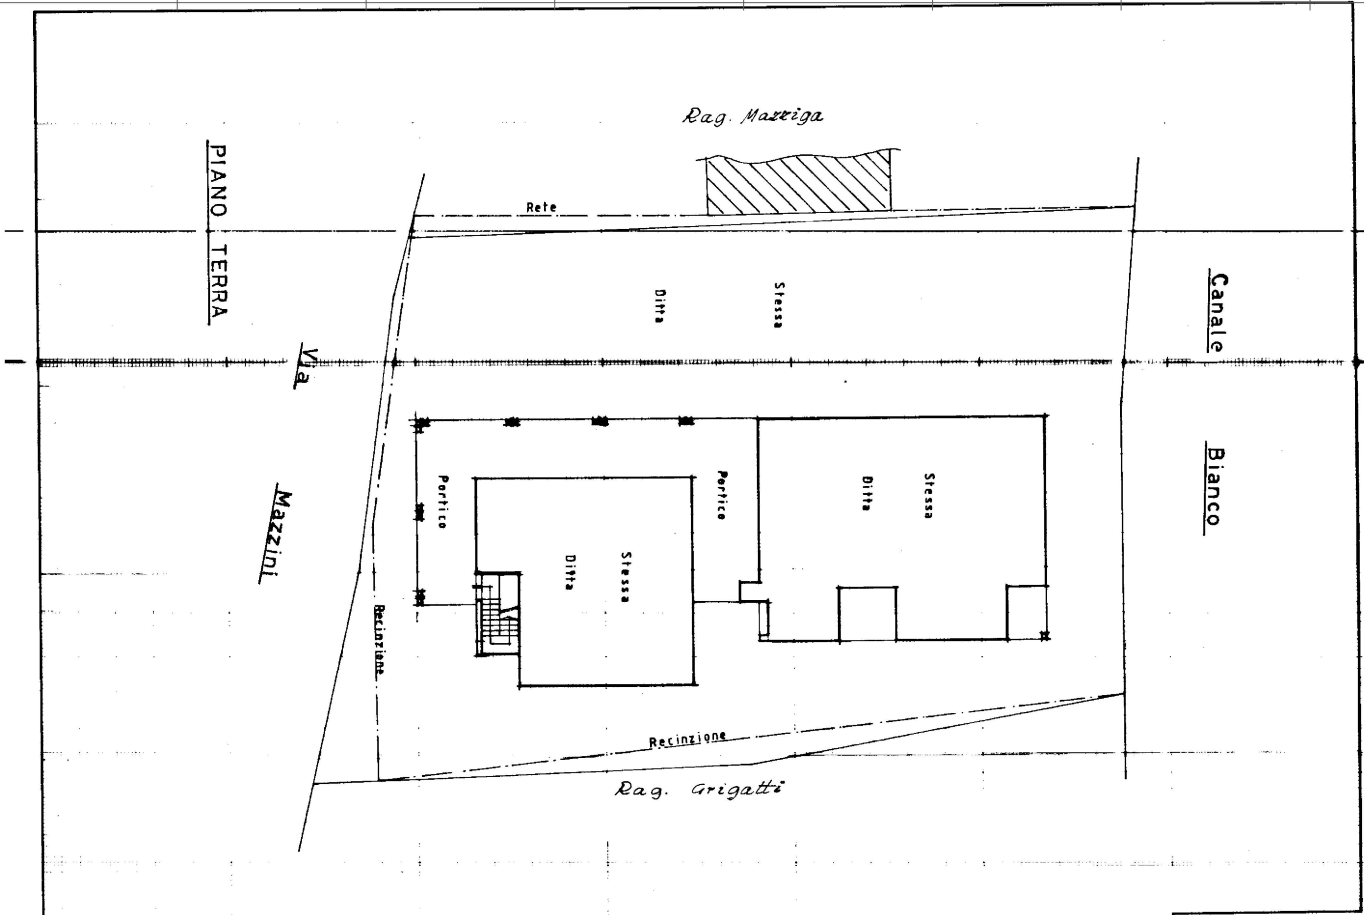 Rag. Mazziga
PIANO TERRA
Rete
Canale
Bianco
Stessa
Ditta
Via
Mazzini
Portico
Portico
Stessa
Ditta
Stessa
Ditta
Recinzione
Recinzione
Rag. Grigatti